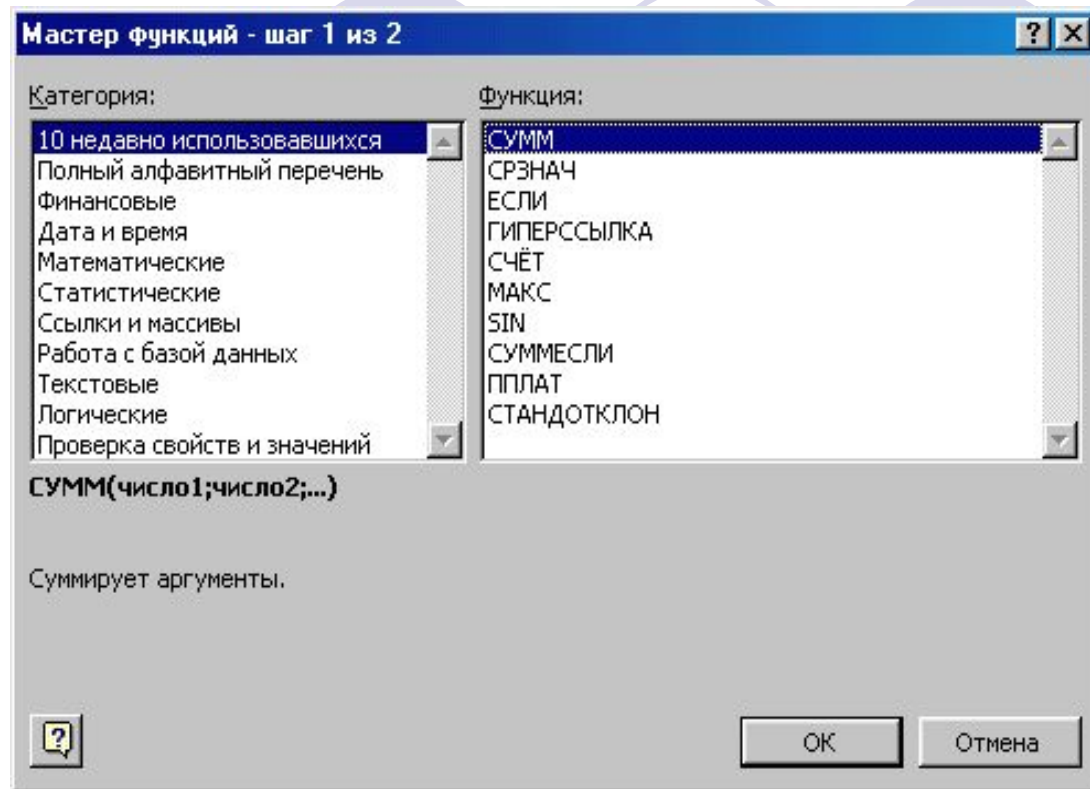 Мастер функций - шаг 1 из 2
Категория:
10 недавно использовавшихся
Полный алфавитный перечень
Финансовые
Дата и время
Математические
Статистические
Ссылки и массивы
Работа с базой данных
Текстовые
Логические
Проверка свойств и значений
Функция:
СУММ
СРЗНАЧ
ЕСЛИ
ГИПЕРССЫЛКА
СЧЁТ
МАКС
SIN
СУММЕСЛИ
ППЛАТ
СТАНДОТКЛОН
СУММ(число1;число2;...)
Суммирует аргументы.
ОК
Отмена